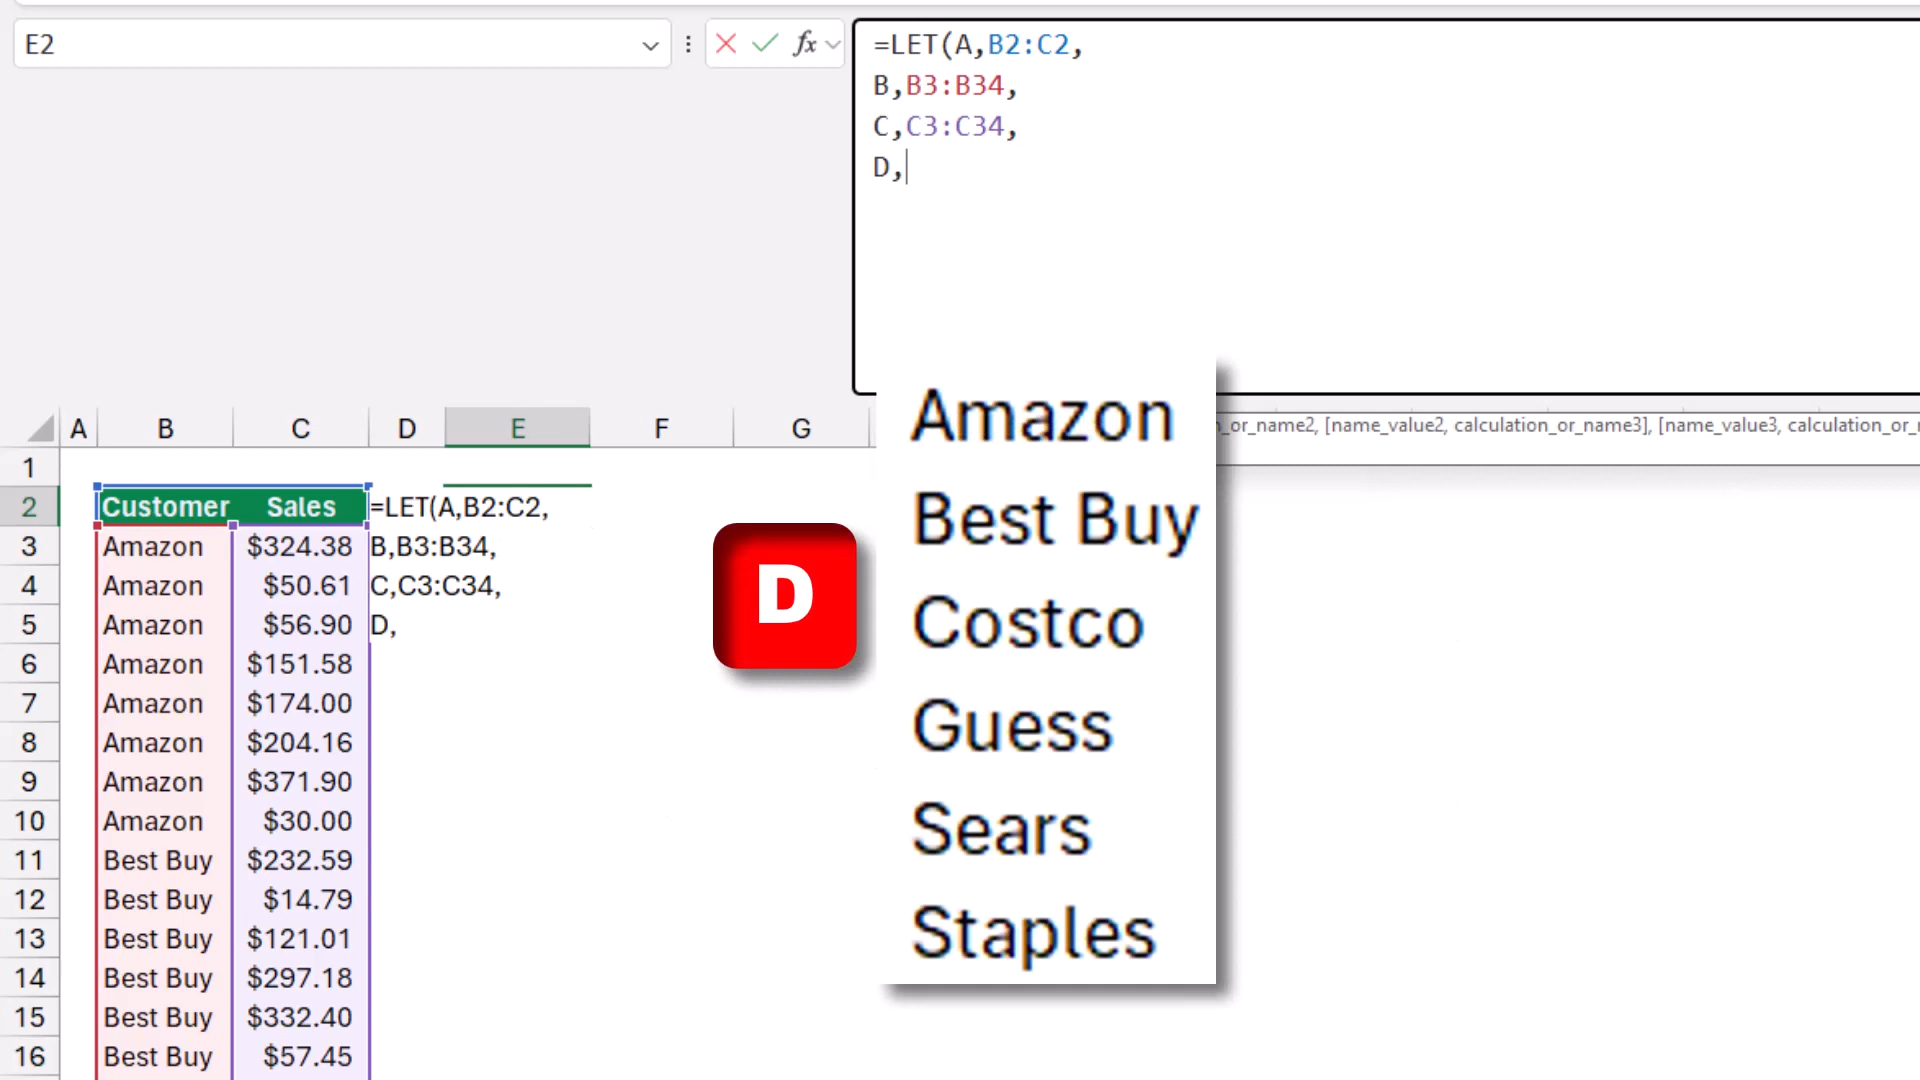 E2
fx
=LET(A,B2:C2,
B,B3:B34,
C,C3:C34,
D,
_or_name2, [name_value2, calculation_or_name3], [name_value3, calculation_or_
A B C D E F G
1
2 Customer Sales =LET(A,B2:C2,
3 Amazon $324.38 B,B3:B34,
4 Amazon $50.61 C,C3:C34,
5 Amazon $56.90 D,
6 Amazon $151.58
7 Amazon $174.00
8 Amazon $204.16
9 Amazon $371.90
10 Amazon $30.00
11 Best Buy $232.59
12 Best Buy $14.79
13 Best Buy $121.01
14 Best Buy $297.18
15 Best Buy $332.40
16 Best Buy $57.45
D
Amazon
Best Buy
Costco
Guess
Sears
Staples